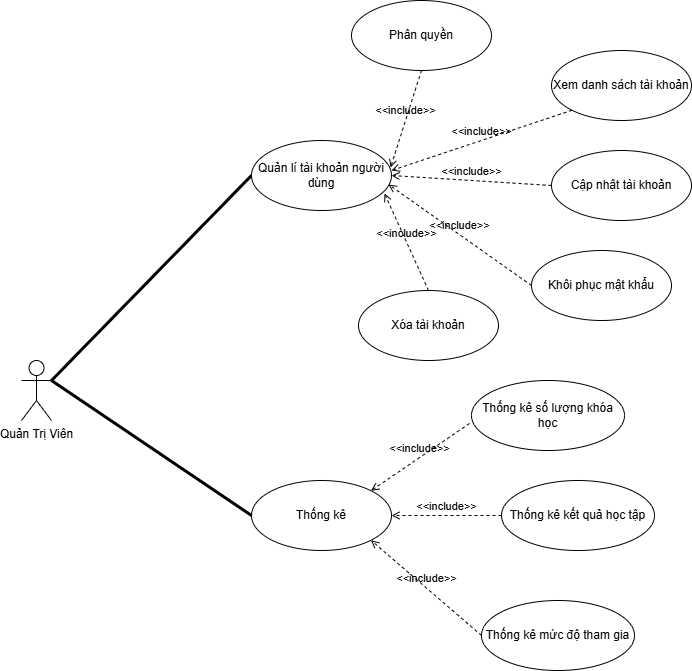 Phân quyền
Xem danh sách tài khoản
<<include>>
<<include>>
Quản lí tài khoản người
dùng
<<include>>
Cập nhật tài khoản
<<include>>
<<include>>
Khôi phục mật khẩu
Xóa tài khoản
Quản Trị Viên
Thống kê số lượng khóa
học
<<include>>
Thống kê
<<include>>
Thống kê kết quả học tập
<<include>>
Thống kê mức độ tham gia